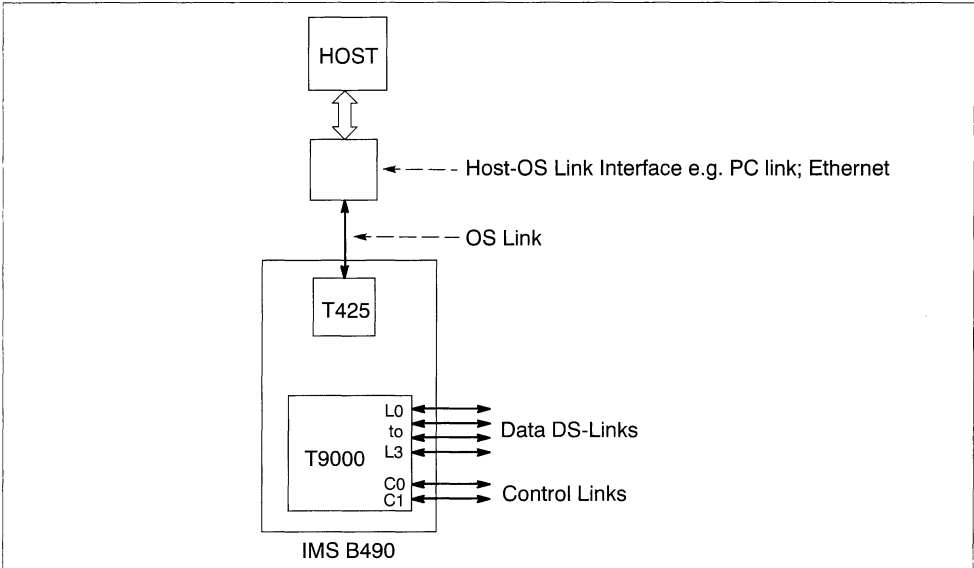 HOST
Host-OS Link Interface e.g. PC link; Ethernet
OS Link
T425
L0
to
L3
Data DS-Links
T9000
C0
C1
Control Links
IMS B490